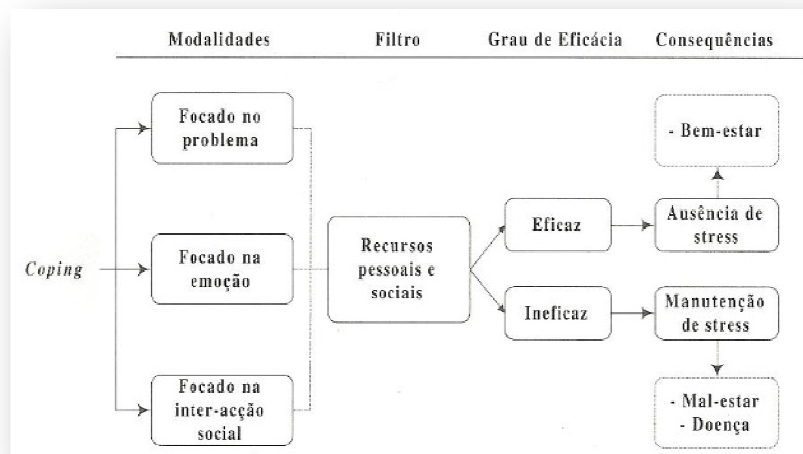 Modalidades Filtro Grau de Eficácia Consequências
Focado no
problema
- Bem-estar
Coping
Focado na
emoção
Recursos
pessoais e
sociais
Eficaz
Ausência de
stress
Ineficaz
Manutenção
de stress
Focado na
inter-acção
social
- Mal-estar
- Doença